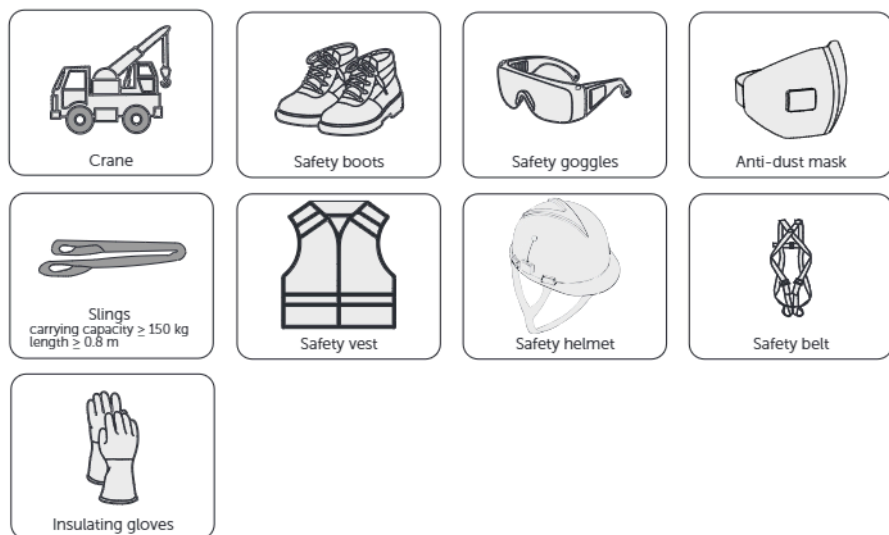 Crane
Safety boots
Safety goggles
Anti-dust mask
Slings
carrying capacity ≥ 150 kg
length ≥ 0.8 m
Safety vest
Safety helmet
Safety belt
Insulating gloves